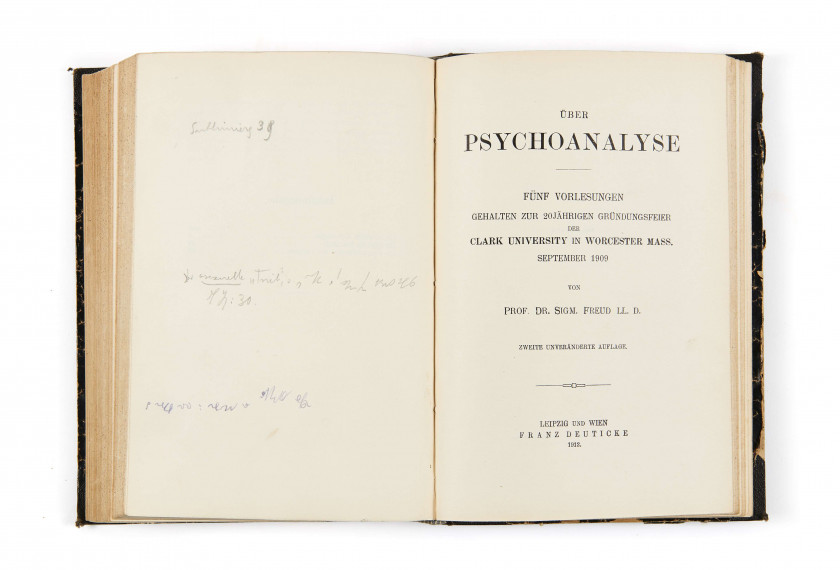 ÜBER
PSYCHOANALYSE
FÜNF VORLESUNGEN
GEHALTEN ZUR 20JÄHRIGEN GRÜNDUNGSFEIER
DER
CLARK UNIVERSITY IN WORCESTER MASS.
SEPTEMBER 1909
VON
PROF. DR. SIGM. FREUD LL. D.
ZWEITE UNVERÄNDERTE AUFLAGE.
LEIPZIG UND WIEN
FRANZ DEUTICKE
1912.